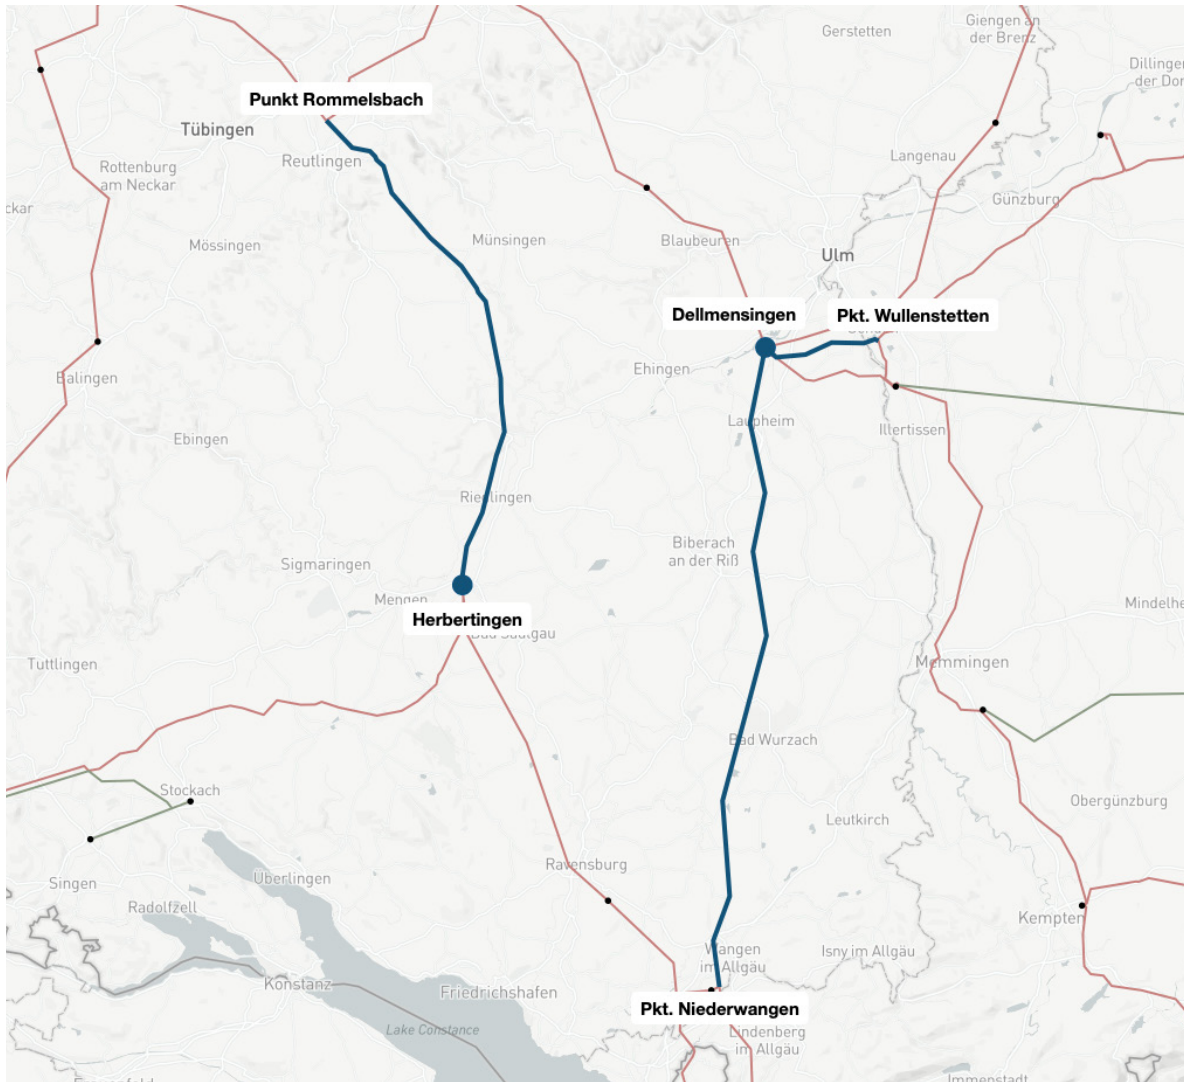 Giengen an
der Brenz
Gerstetten
Dillingen
der Dor
Punkt Rommelsbach
Tübingen
Reutlingen
Langenau
Rottenburg
am Neckar
Günzburg
ckar
Mössingen
Münsingen
Blaubeuren
Ulm
Dellmensingen
Pkt. Wullenstetten
Ehingen
Balingen
Laupheim
Illertissen
Ebingen
Riedlingen
Biberach
an der Riß
Sigmaringen
Mengen
Herbertingen
Bad Saulgau
Mindelhe
Tuttlingen
Memmingen
Bad Wurzach
Stockach
Obergünzburg
Leutkirch
Ravensburg
Singen
Überlingen
Radolfzell
Kempten
Wangen
im Allgäu
Isny im Allgäu
Konstanz
Friedrichshafen
Pkt. Niederwangen
Lake Constance
Lindenberg
im Allgäu
Immenstadt